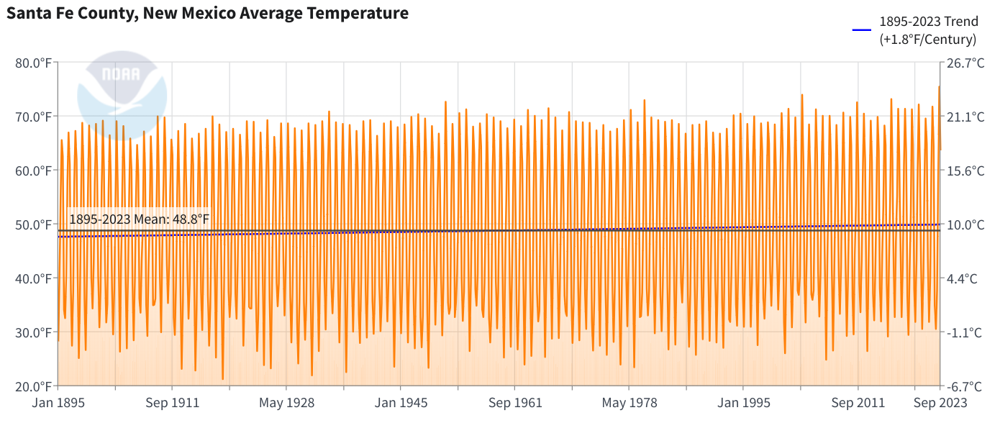 Santa Fe County, New Mexico Average Temperature
1895-2023 Trend
(+1.8°F/Century)
NOAA
80.0°F
26.7°C
70.0°F
21.1°C
60.0°F
15.6°C
1895-2023 Mean: 48.8°F
50.0°F
10.0°C
40.0°F
4.4°C
30.0°F
-1.1°C
20.0°F
-6.7°C
Jan 1895 Sep 1911 May 1928 Jan 1945 Sep 1961 May 1978 Jan 1995 Sep 2011 Sep 2023